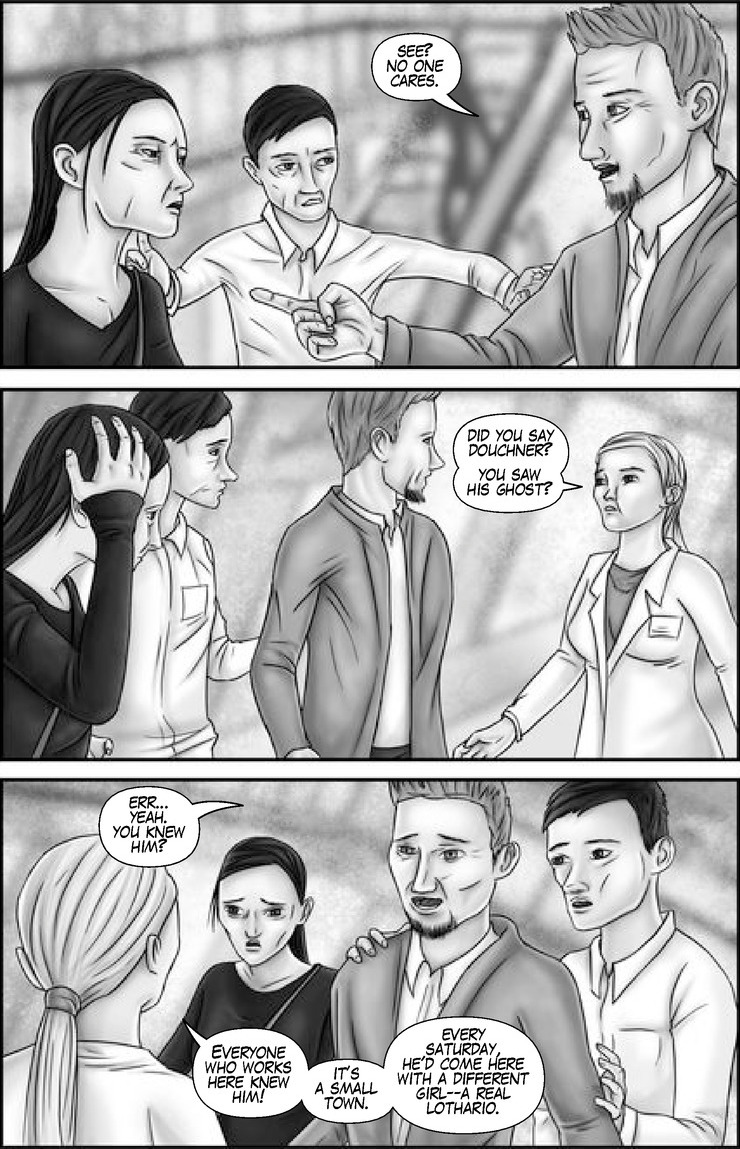 SEE?
NO ONE
CARES.
DID YOU SAY
DOUCHNER?
YOU SAW
HIS GHOST?
ERR...
YEAH.
YOU KNEW
HIM?
EVERYONE
WHO WORKS
HERE KNEW
HIM!
IT'S
A SMALL
TOWN.
EVERY
SATURDAY,
HE'D COME HERE
WITH A DIFFERENT
GIRL--A REAL
LOTHARIO.